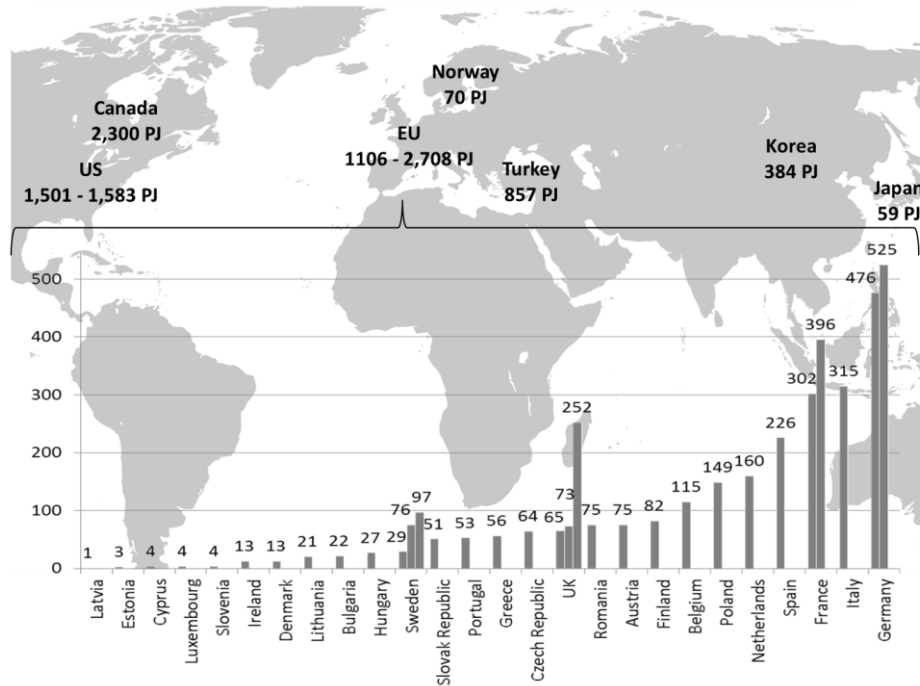 Norway
70 PJ
Canada
2,300 PJ
EU
1106 - 2,708 PJ
US
1,501 - 1,583 PJ
Turkey
857 PJ
Korea
384 PJ
Japan
59 PJ
500
400
300
200
100
0
1
3
4
4
4
13
13
21
22
27
29
76
97
51
53
56
64
65
73
252
75
75
82
115
149
160
226
302
396
315
476
525
Latvia
Estonia
Cyprus
Luxembourg
Slovenia
Ireland
Denmark
Lithuania
Bulgaria
Hungary
Sweden
Slovak Republic
Portugal
Greece
Czech Republic
UK
Romania
Austria
Finland
Belgium
Poland
Netherlands
Spain
France
Italy
Germany